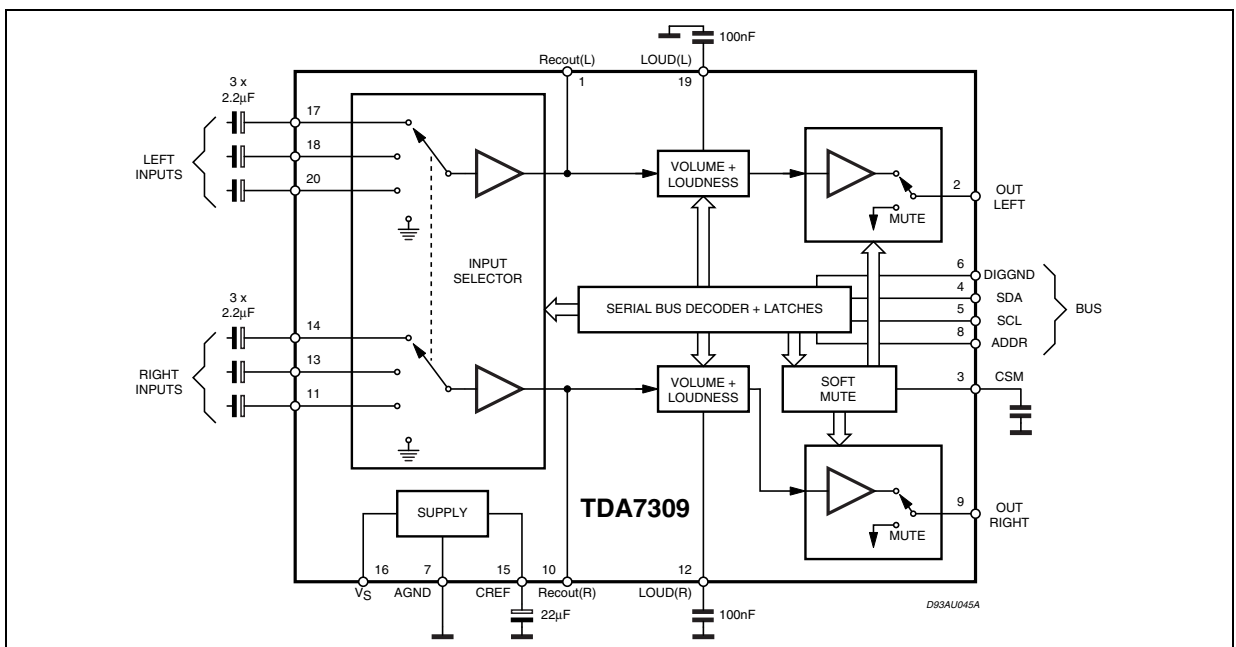 100nF
Recout(L)
LOUD(L)
1
19
3 x
2.2μF
17
18
20
LEFT
INPUTS
VOLUME +
LOUDNESS
2
OUT
LEFT
MUTE
INPUT
SELECTOR
6
DIGGND
4
SDA
5
SCL
8
ADDR
BUS
SERIAL BUS DECODER + LATCHES
3 x
2.2μF
14
13
11
RIGHT
INPUTS
VOLUME +
LOUDNESS
SOFT
MUTE
3
CSM
SUPPLY
TDA7309
9
OUT
RIGHT
MUTE
16
7
15
10
12
VS
AGND
CREF
Recout(R)
LOUD(R)
22μF
100nF
D93AU045A